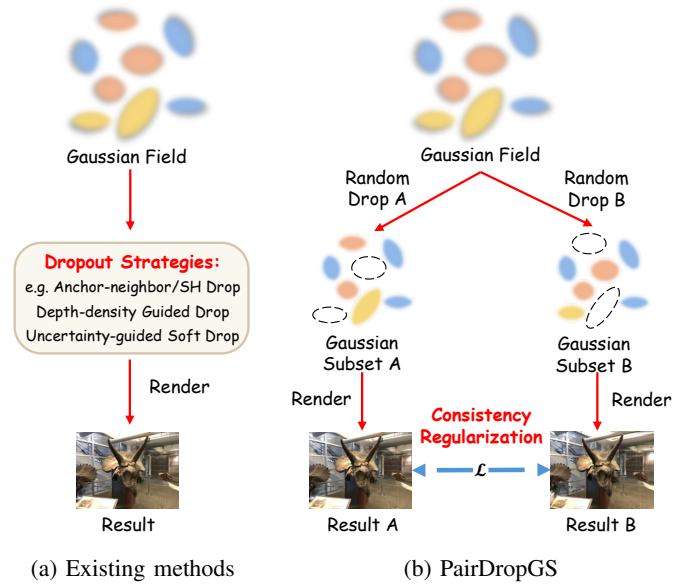 Gaussian Field
Dropout Strategies:
e.g. Anchor-neighbor/SH Drop
Depth-density Guided Drop
Uncertainty-guided Soft Drop
Render
Result
(a) Existing methods
Gaussian Field
Random
Drop A
Random
Drop B
Gaussian
Subset A
Gaussian
Subset B
Render
Render
Consistency
Regularization
ℒ
Result A
Result B
(b) PairDropGS